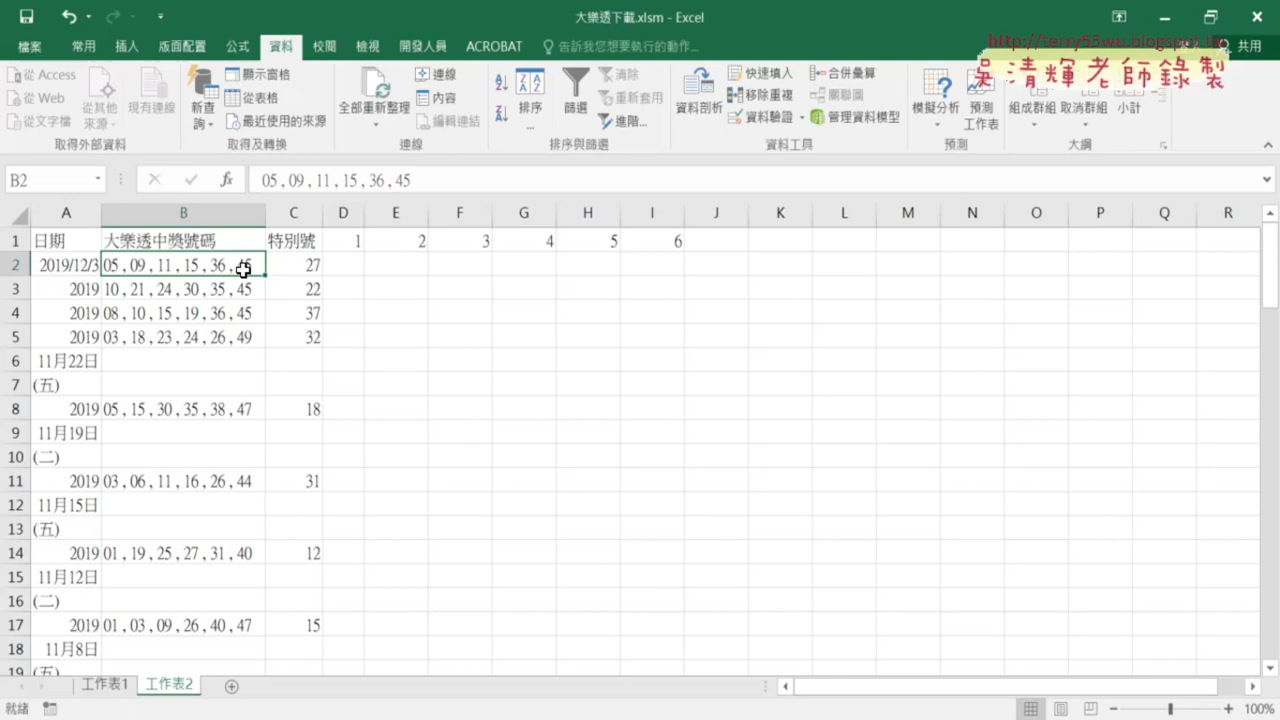 大樂透下載.xlsm - Excel
http://terry55wu.blogspot.tw
吳清輝老師錄製
檔案 常用 插入 版面配置 公式 資料 校閱 檢視 開發人員 ACROBAT 告訴我您想要執行的動作... 共用
從 Access 從 Web 從文字檔 從其他來源 現有連線 取得外部資料
新查詢 顯示窗格 從表格 最近使用的來源 取得及轉換
全部重新整理 連線 內容 編輯連結 連線
排序... 篩選 清除 重新套用 進階... 排序與篩選
資料剖析 快速填入 移除重複 資料驗證 合併彙算 關聯圖 管理資料模型 資料工具
模擬分析 預測工作表 預測
組成群組 取消群組 小計 大綱
B2 fx 05 , 09 , 11 , 15 , 36 , 45
A B C D E F G H I J K L M N O P Q R
1 日期 大樂透中獎號碼 特別號 1 2 3 4 5 6
2 2019/12/3 05 , 09 , 11 , 15 , 36 , 45 27
3 2019 10 , 21 , 24 , 30 , 35 , 45 22
4 2019 08 , 10 , 15 , 19 , 36 , 45 37
5 2019 03 , 18 , 23 , 24 , 26 , 49 32
6 11月22日
7 (五)
8 2019 05 , 15 , 30 , 35 , 38 , 47 18
9 11月19日
10 (二)
11 2019 03 , 06 , 11 , 16 , 26 , 44 31
12 11月15日
13 (五)
14 2019 01 , 19 , 25 , 27 , 31 , 40 12
15 11月12日
16 (二)
17 2019 01 , 03 , 09 , 26 , 40 , 47 15
18 11月8日
19 (五)
工作表1 工作表2
就緒 100%